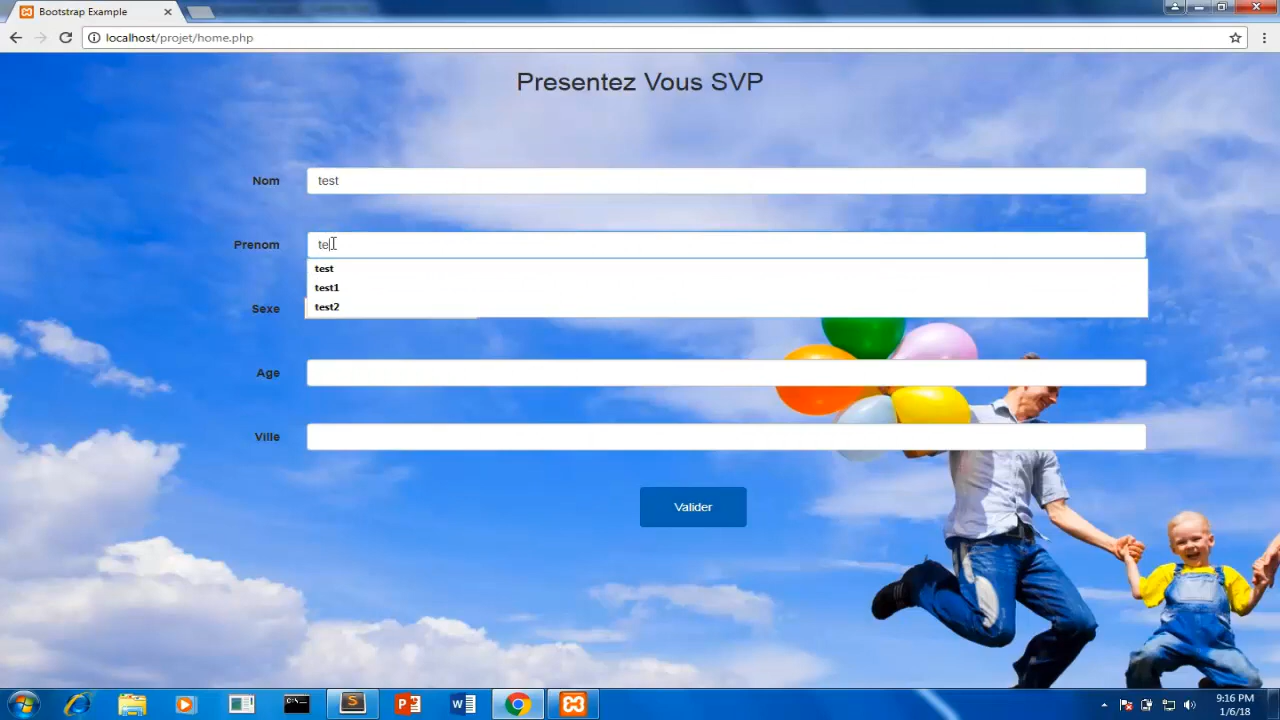 Bootstrap Example
localhost/projet/home.php
Presentez Vous SVP
Nom test
Prenom te
test
test1
test2
Sexe
Age
Ville
Valider
9:16 PM
1/6/18